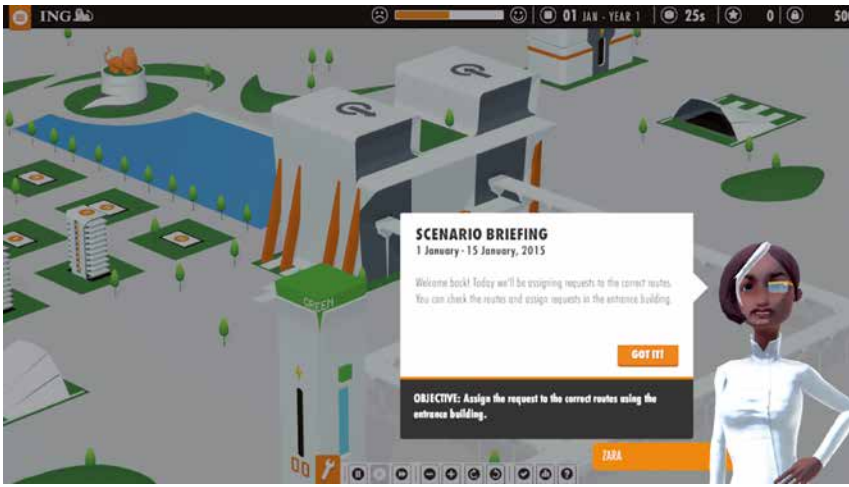 ING
01 JAN - YEAR 1
25s
0
500
SCENARIO BRIEFING
1 January - 15 January, 2015
Welcome back! Today we'll be assigning requests to the correct routes.
You can check the routes and assign requests in the entrance building.
GOT IT!
OBJECTIVE: Assign the request to the correct routes using the
entrance building.
GREEN
00
ZARA